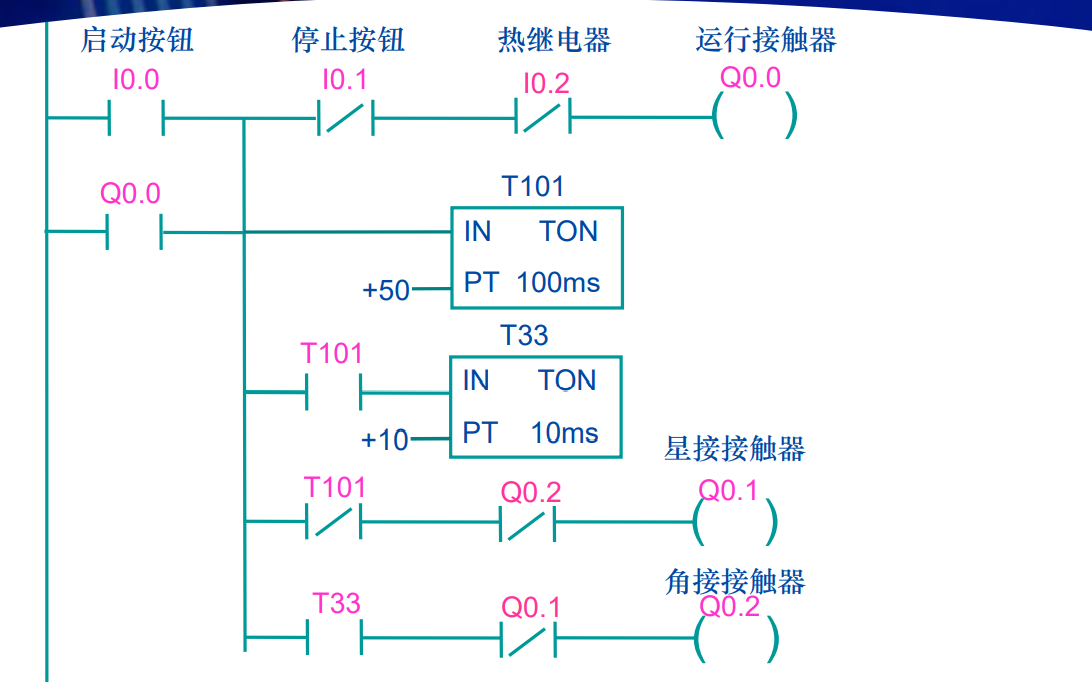 启动按钮 停止按钮 热继电器 运行接触器
I0.0 I0.1 I0.2 Q0.0
Q0.0
T101
IN TON
+50 PT 100ms
T33
T101
IN TON
+10 PT 10ms
星接接触器
T101 Q0.2 Q0.1
角接接触器
T33 Q0.1 Q0.2